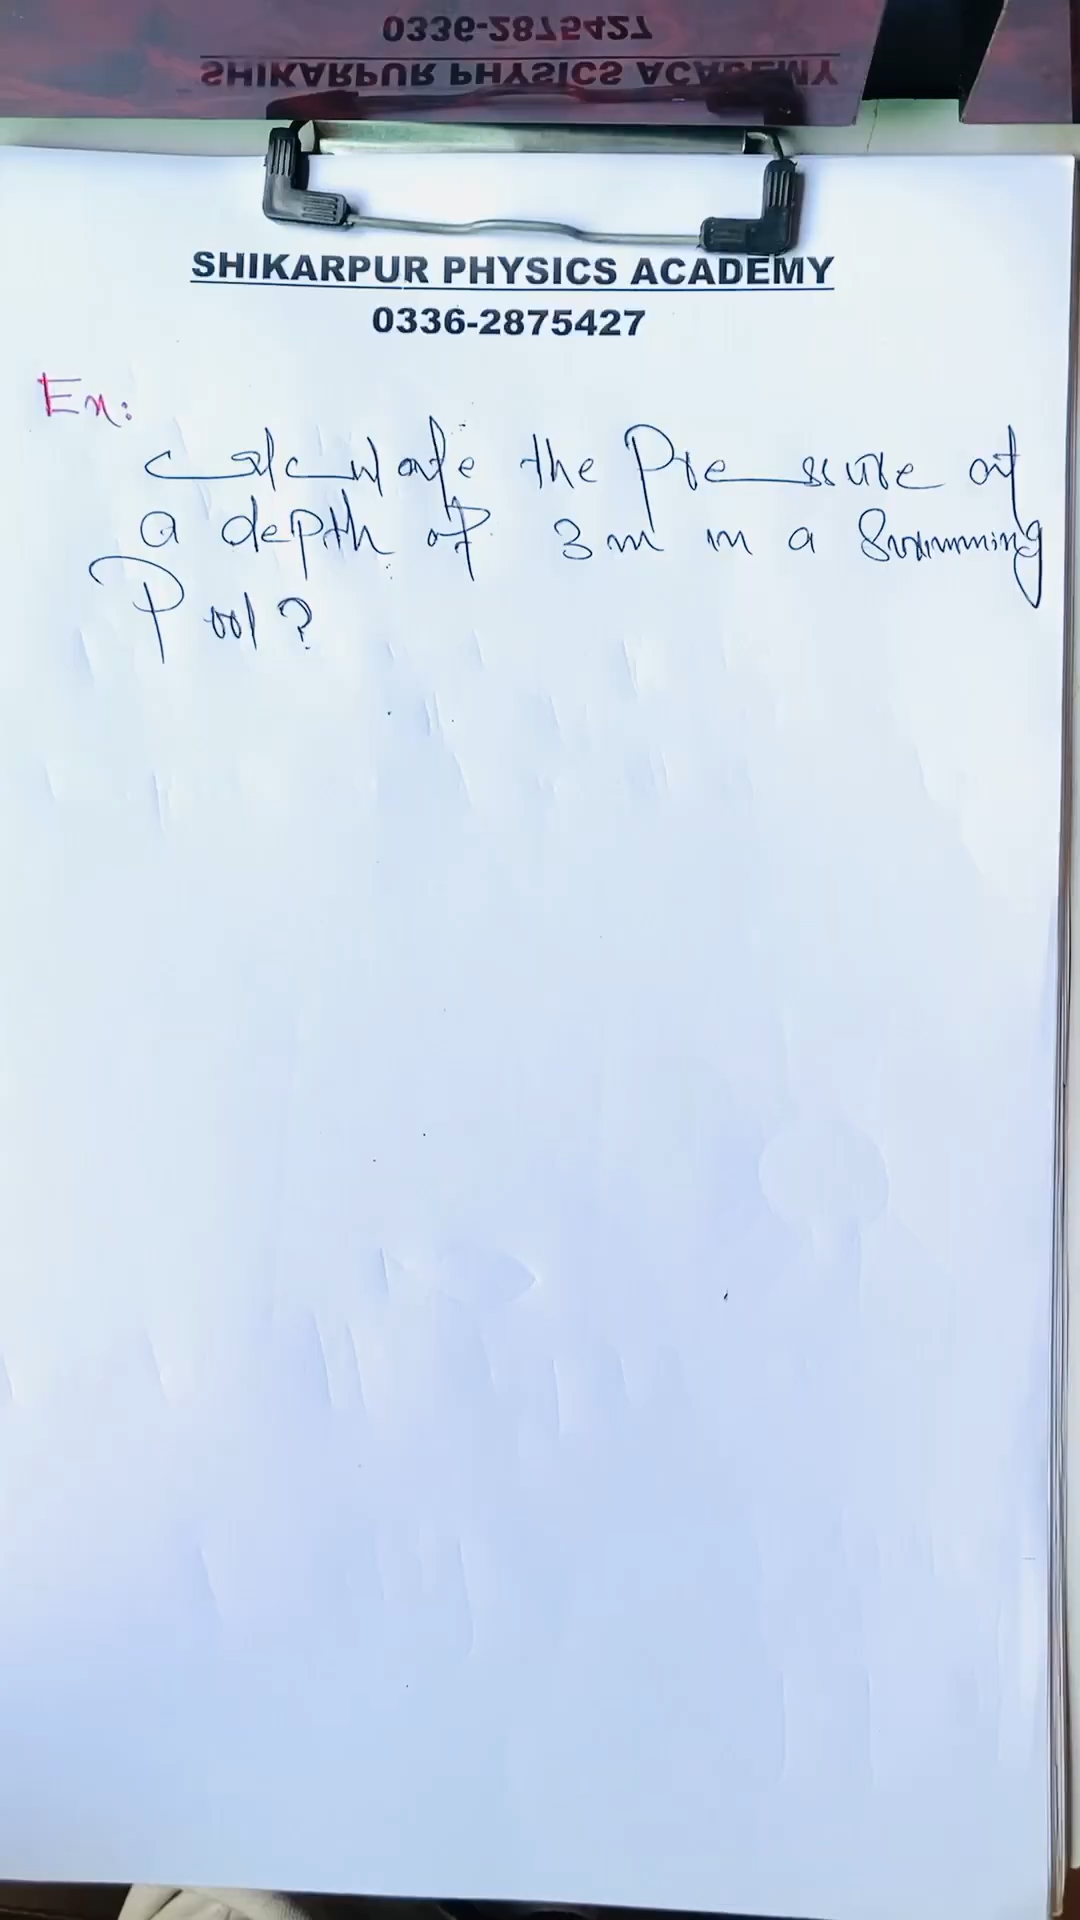 0336-2875427
SHIKARPUR PHYSICS ACADEMY
SHIKARPUR PHYSICS ACADEMY
0336-2875427
Ex:
Calculate the Pressure at
a depth of 3m in a Swimming
Pool?